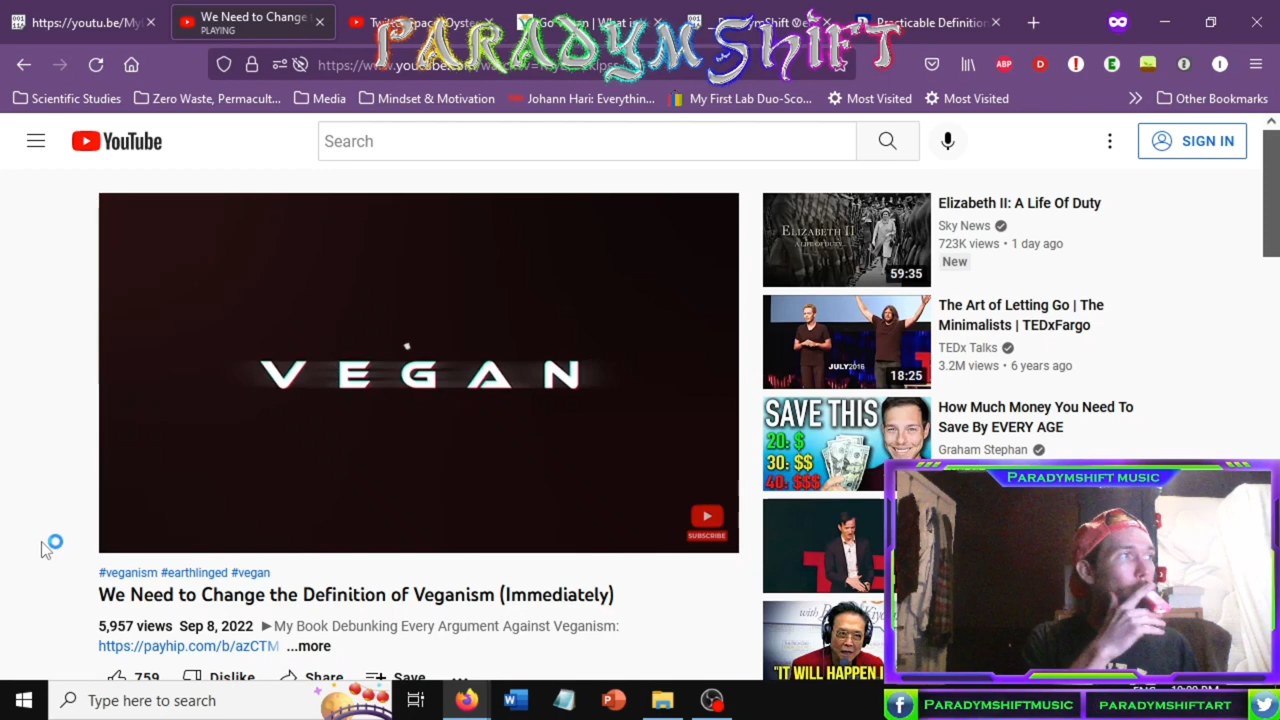 https://youtu.be/My
We Need to Change
PLAYING
Practicable Definition
PARADYMSHIFT
Scientific Studies
Zero Waste, Permacult...
Media
Mindset & Motivation
Johann Hari: Everythin...
My First Lab Duo-Sco...
Most Visited
Most Visited
Other Bookmarks
YouTube
Search
SIGN IN
VEGAN
SUBSCRIBE
ELIZABETH II
A LIFE OF DUTY
59:35
Elizabeth II: A Life Of Duty
Sky News
723K views • 1 day ago
New
JULY2016
18:25
The Art of Letting Go | The
Minimalists | TEDxFargo
TEDx Talks
3.2M views • 6 years ago
SAVE THIS
20: $
30: $$
40: $$$
How Much Money You Need To
Save By EVERY AGE
Graham Stephan
PARADYMSHIFT MUSIC
#veganism #earthlinged #vegan
We Need to Change the Definition of Veganism (Immediately)
5,957 views Sep 8, 2022 ►My Book Debunking Every Argument Against Veganism:
https://payhip.com/b/azCTM ...more
759
Dislike
Share
Save
"IT WILL HAPPEN
Type here to search
PARADYMSHIFTMUSIC
PARADYMSHIFTART